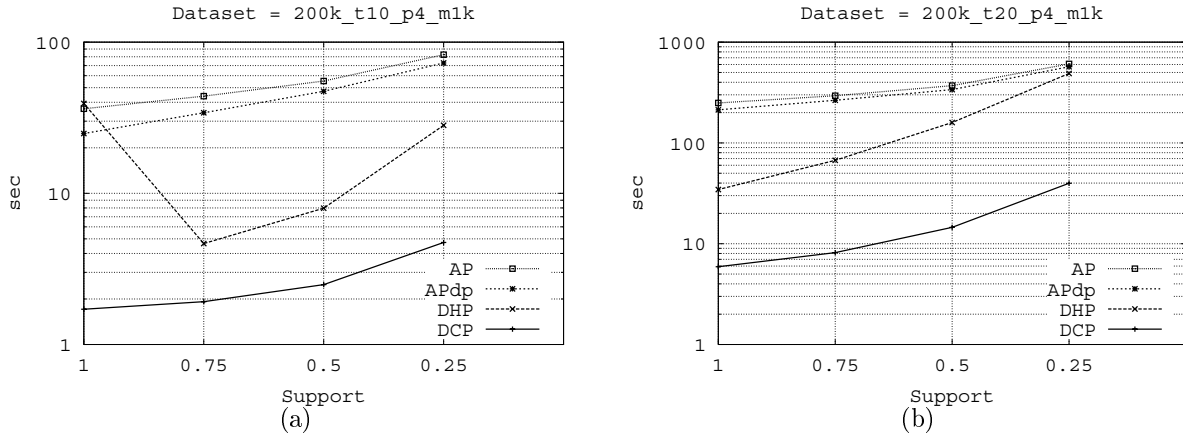 Dataset = 200k_t10_p4_m1k
100
10
1
sec
AP
APdp
DHP
DCP
1 0.75 0.5 0.25
Support
(a)
Dataset = 200k_t20_p4_m1k
1000
100
10
1
sec
AP
APdp
DHP
DCP
1 0.75 0.5 0.25
Support
(b)